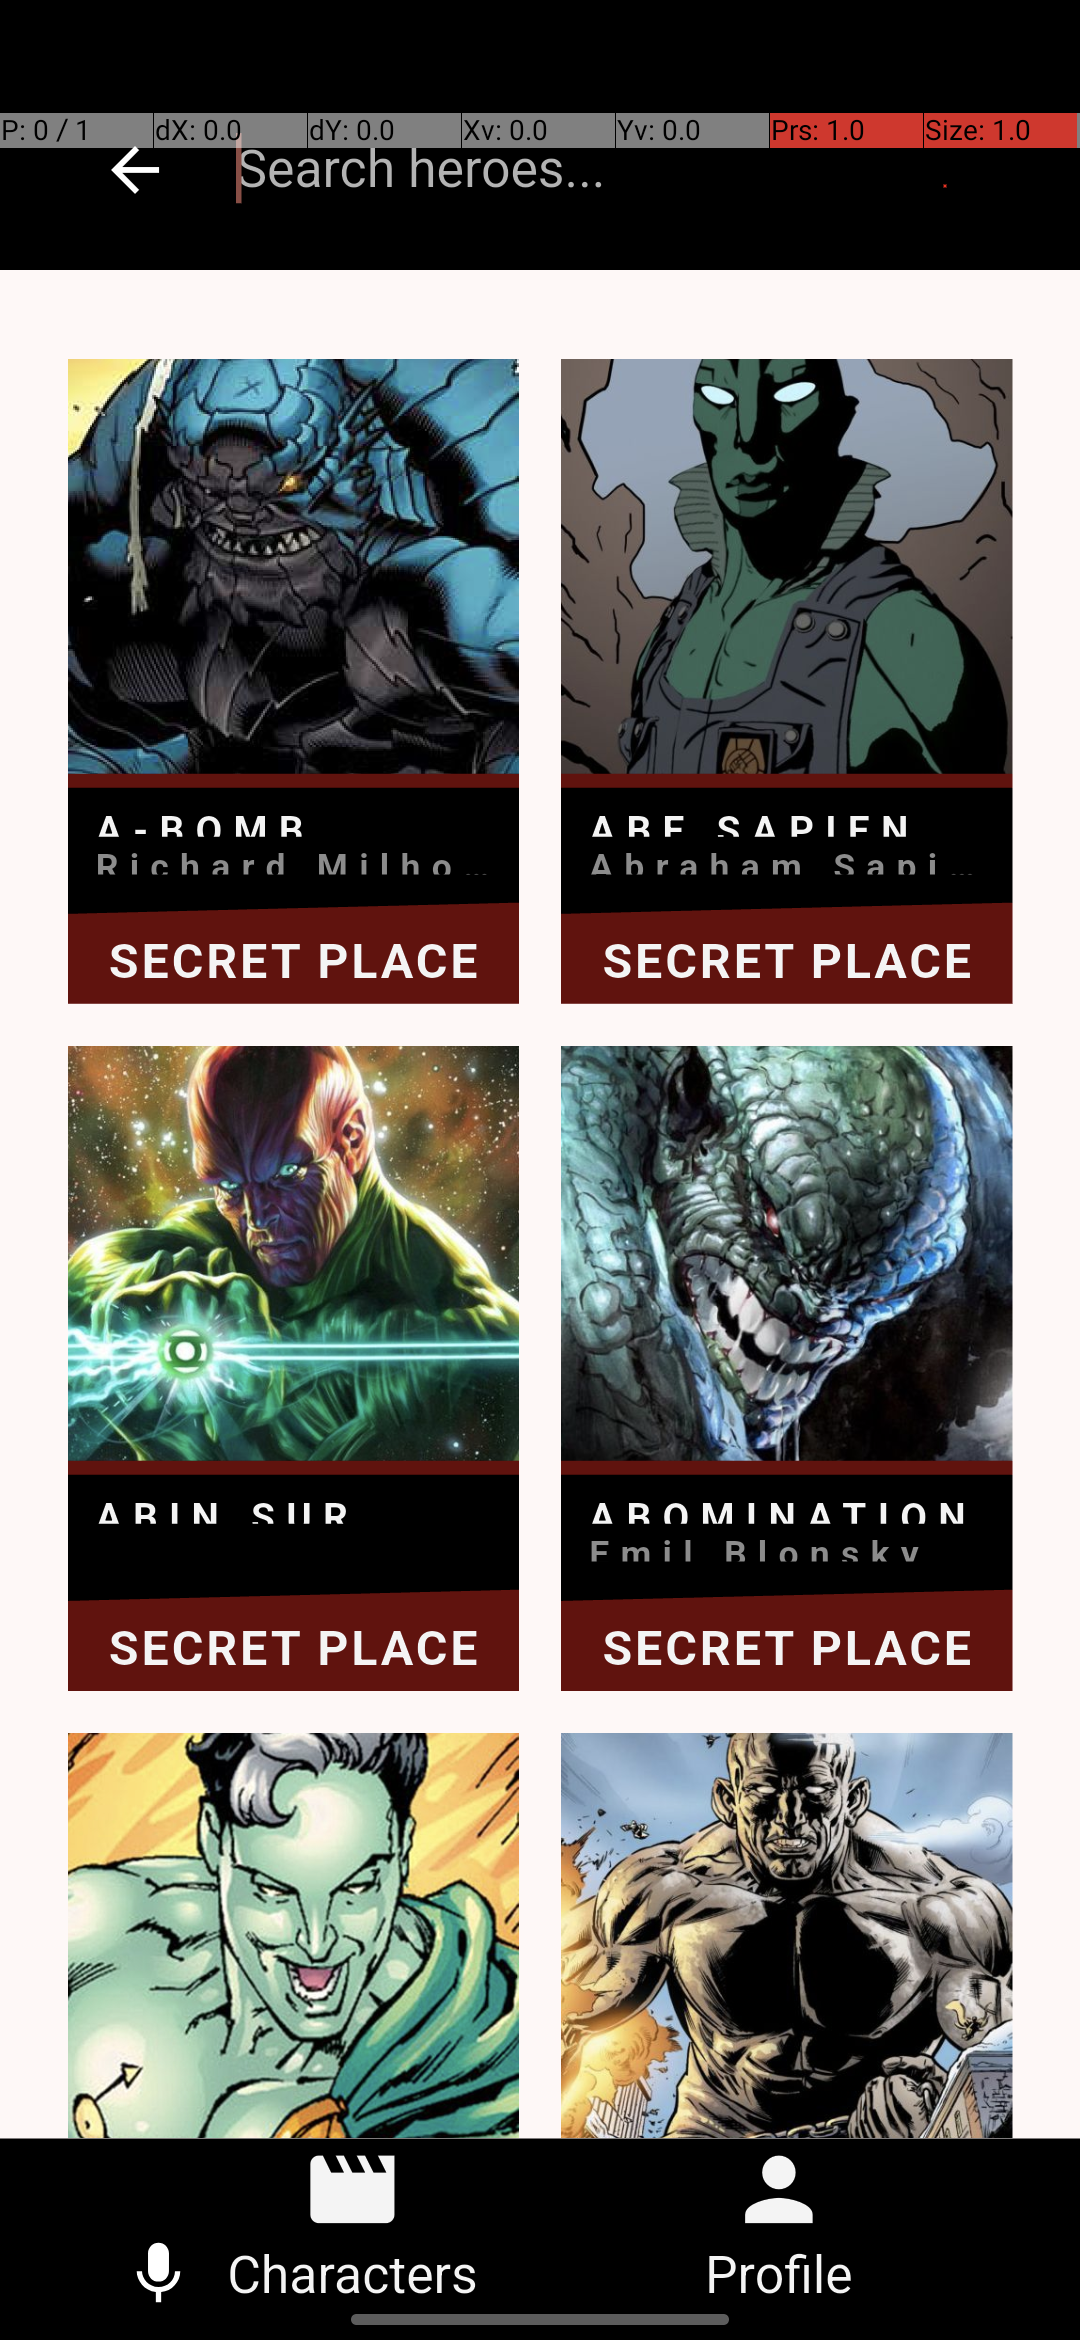 P: 0 / 1 dX: 0.0 dY: 0.0 Xv: 0.0 Yv: 0.0 Prs: 1.0 Size: 1.0
Search heroes...
A-BOMB ABE SAPIEN
Richard Milho... Abraham Sapi...
SECRET PLACE SECRET PLACE
ABIN SUR ABOMINATION
Emil Blonsky
SECRET PLACE SECRET PLACE
Characters Profile